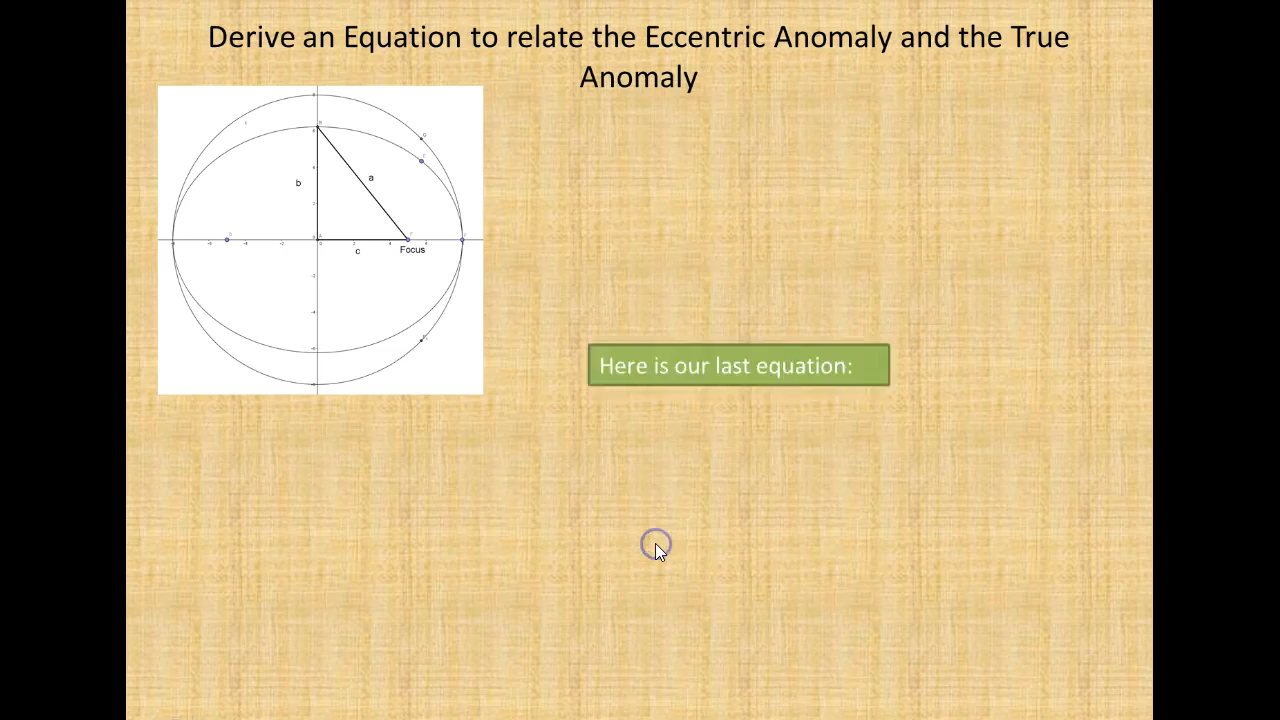 Derive an Equation to relate the Eccentric Anomaly and the True
Anomaly
b
a
c
Focus
Here is our last equation: